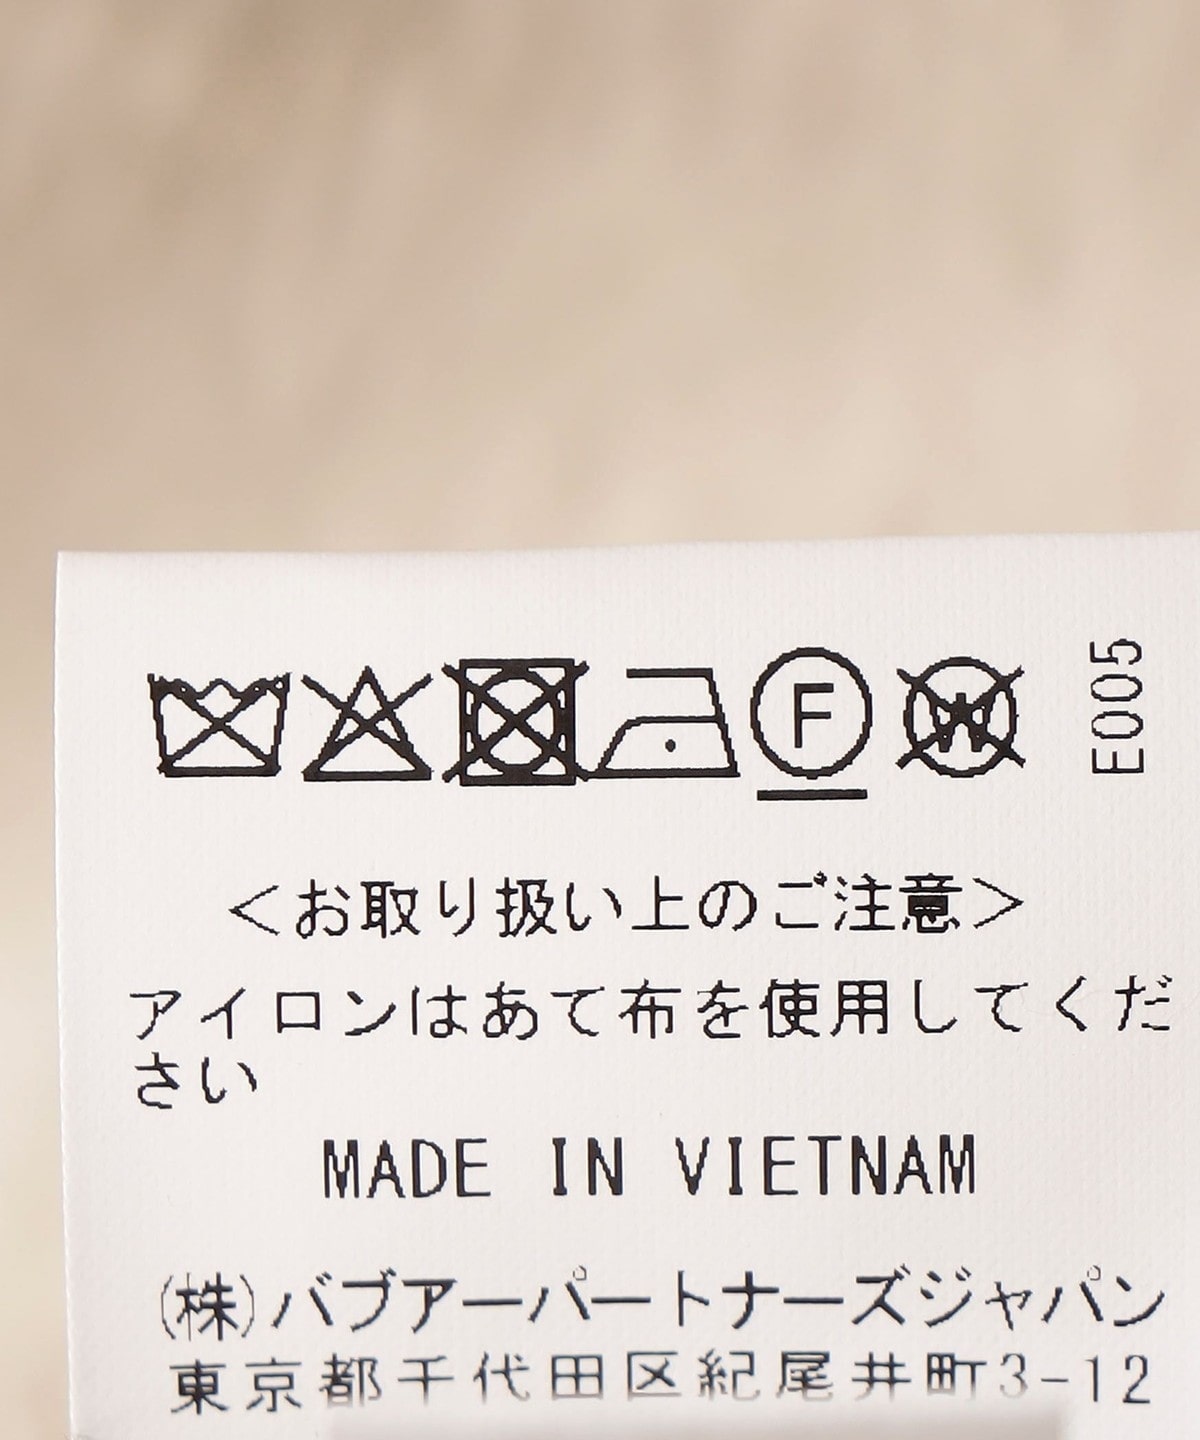 F
W
E005
＜お取り扱い上のご注意＞
アイロンはあて布を使用してくだ
さい
MADE IN VIETNAM
(株)バブアーパートナーズジャパン
東京都千代田区紀尾井町3-12